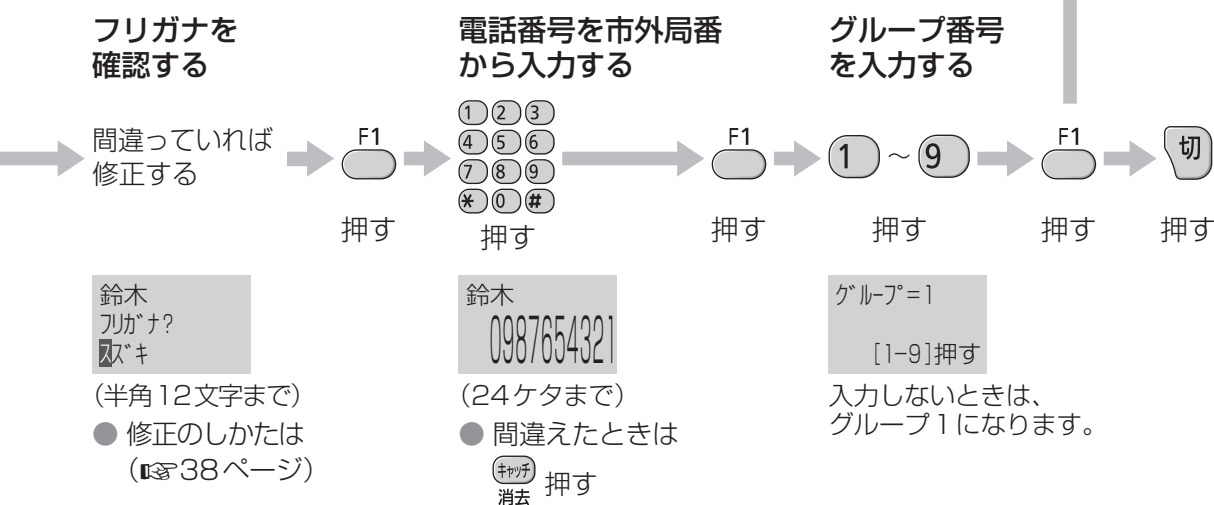 フリガナを
確認する
間違っていれば
修正する
F1
押す
鈴木
フリガナ?
スズキ
(半角12文字まで)
● 修正のしかたは
(☞38ページ)
電話番号を市外局番
から入力する
1 2 3
4 5 6
7 8 9
* 0 #
押す
F1
押す
鈴木
0987654321
(24ケタまで)
● 間違えたときは
キャッチ 押す
消去
グループ番号
を入力する
1 ~ 9
押す
F1
押す
切
押す
グループ=1
[1-9]押す
入力しないときは、
グループ1になります。